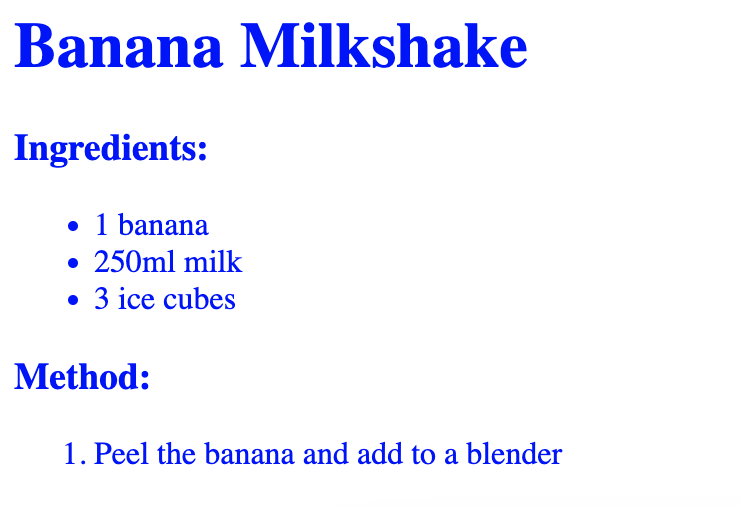 Banana Milkshake
Ingredients:
• 1 banana
• 250ml milk
• 3 ice cubes
Method:
1. Peel the banana and add to a blender